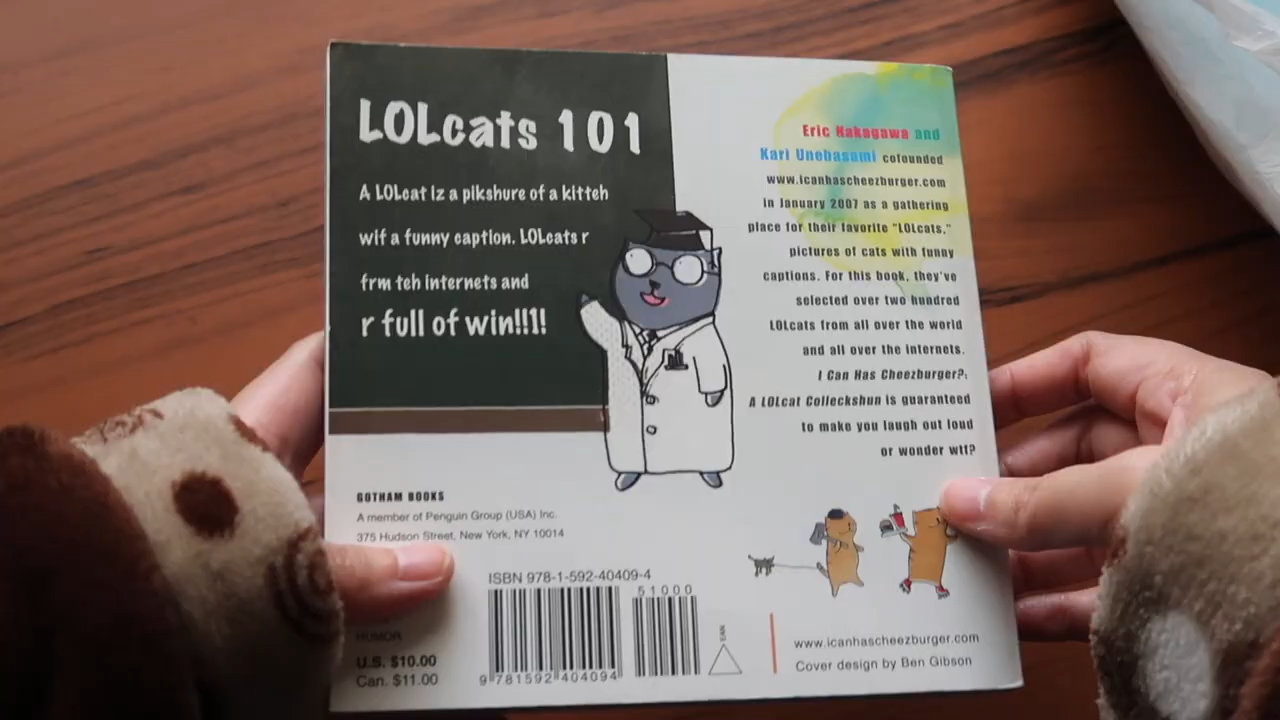 LOLcats 101
A LOLcat iz a pikshure of a kitteh
wif a funny caption. LOLcats r
frm teh internets and
r full of win!!1!
Eric Nakagawa and
Kari Unebasami cofounded
www.icanhascheezburger.com
in January 2007 as a gathering
place for their favorite "LOLcats,"
pictures of cats with funny
captions. For this book, they've
selected over two hundred
LOLcats from all over the world
and all over the internets.
I Can Has Cheezburger?:
A LOLcat Colleckshun is guaranteed
to make you laugh out loud
or wonder wtf?
GOTHAM BOOKS
A member of Penguin Group (USA) Inc.
375 Hudson Street, New York, NY 10014
HUMOR
U.S. $10.00
Can. $11.00
ISBN 978-1-592-40409-4
51000
9 781592 404094
EAN
www.icanhascheezburger.com
Cover design by Ben Gibson